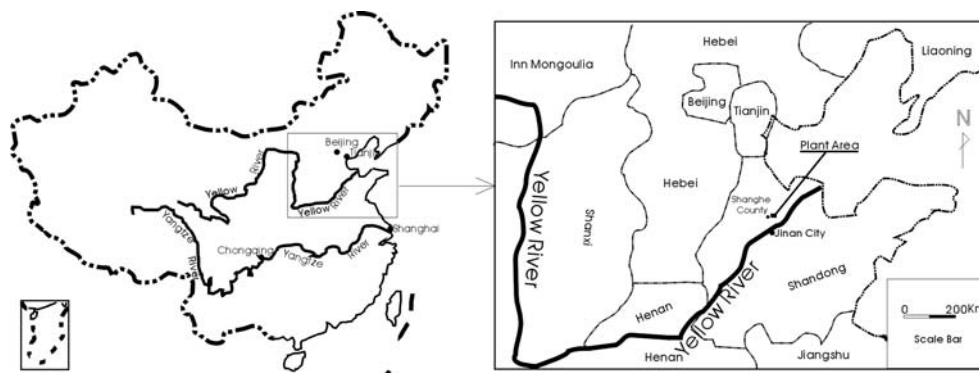 Beijing
Tianjin
River
Yellow
Yellow
River
Yangtze
River
Chongqing
Yangtze
River
Shanghai
Hebei
Liaoning
Inn Mongoulia
Beijing
Tianjin
N
Plant Area
Hebei
Shanghe
County
Yellow River
Shanxi
Jinan City
Shandong
Yellow River
Henan
0 200Km
Scale Bar
Henan
Jiangshu